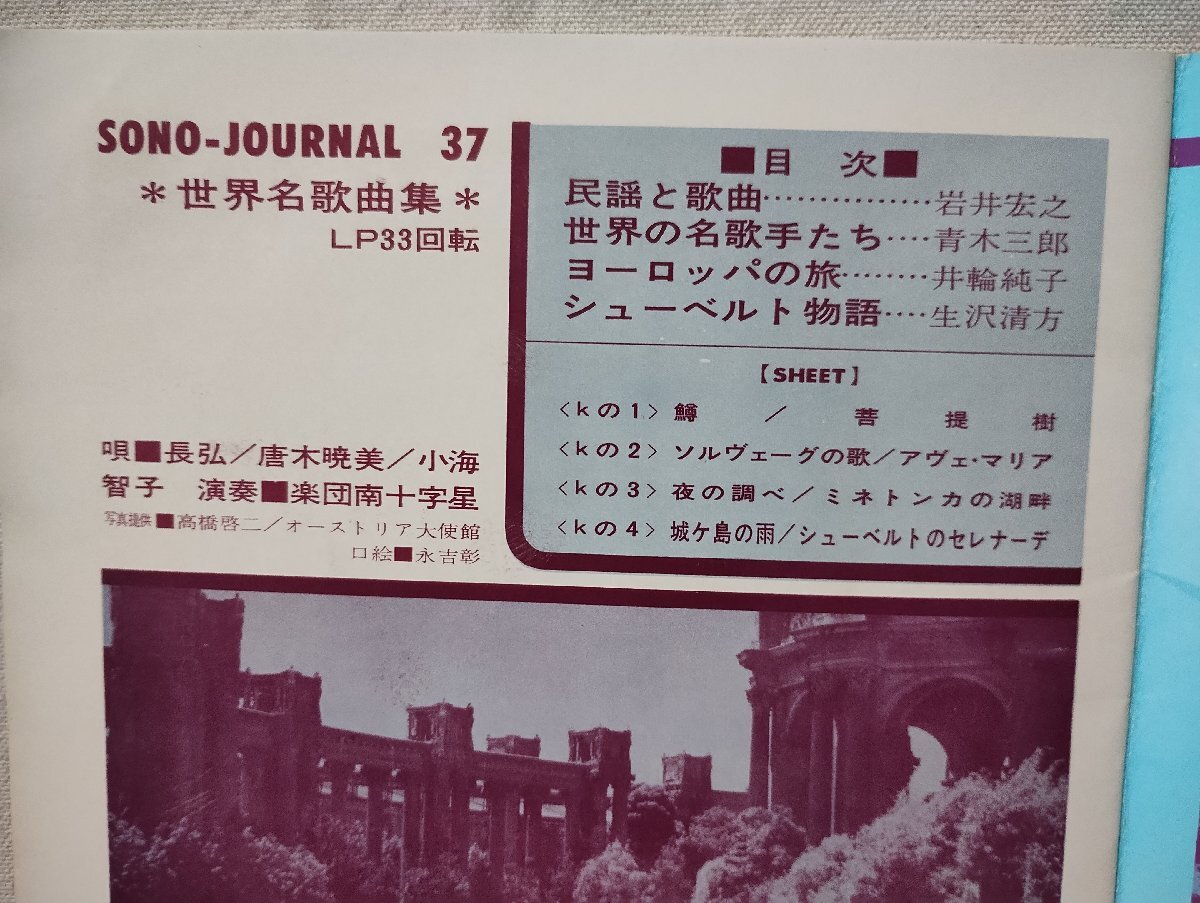 SONO-JOURNAL 37
＊世界名歌曲集＊
LP33回転
唄■長弘／唐木暁美／小海
智子　演奏■楽団南十字星
写真提供■高橋啓二／オーストリア大使館
口絵■永吉彰
■目　次■
民謡と歌曲……………岩井宏之
世界の名歌手たち‥‥青木三郎
ヨーロッパの旅………井輪純子
シューベルト物語‥‥生沢清方
【SHEET】
〈kの1〉鱒　／　菩　提　樹
〈kの2〉ソルヴェーグの歌／アヴェ・マリア
〈kの3〉夜の調べ／ミネトンカの湖畔
〈kの4〉城ケ島の雨／シューベルトのセレナーデ